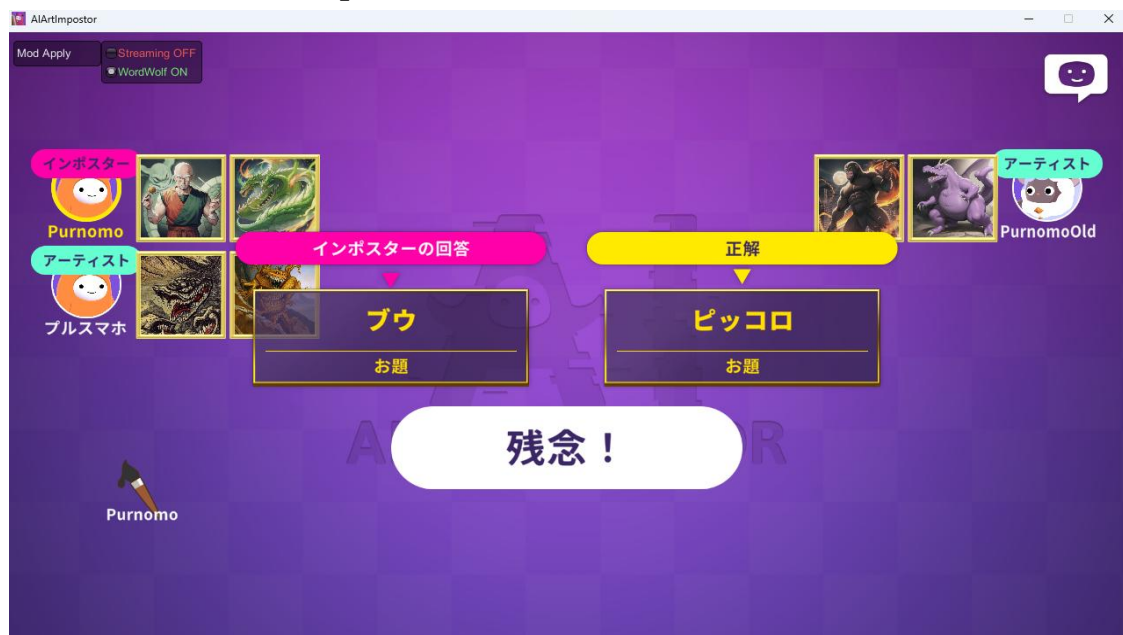 AIArtImpostor
Mod Apply
Streaming OFF
WordWolf ON
インポスター
Purnomo
アーティスト
プルスマホ
アーティスト
PurnomoOld
インポスターの回答
ブウ
お題
正解
ピッコロ
お題
残念！
Purnomo